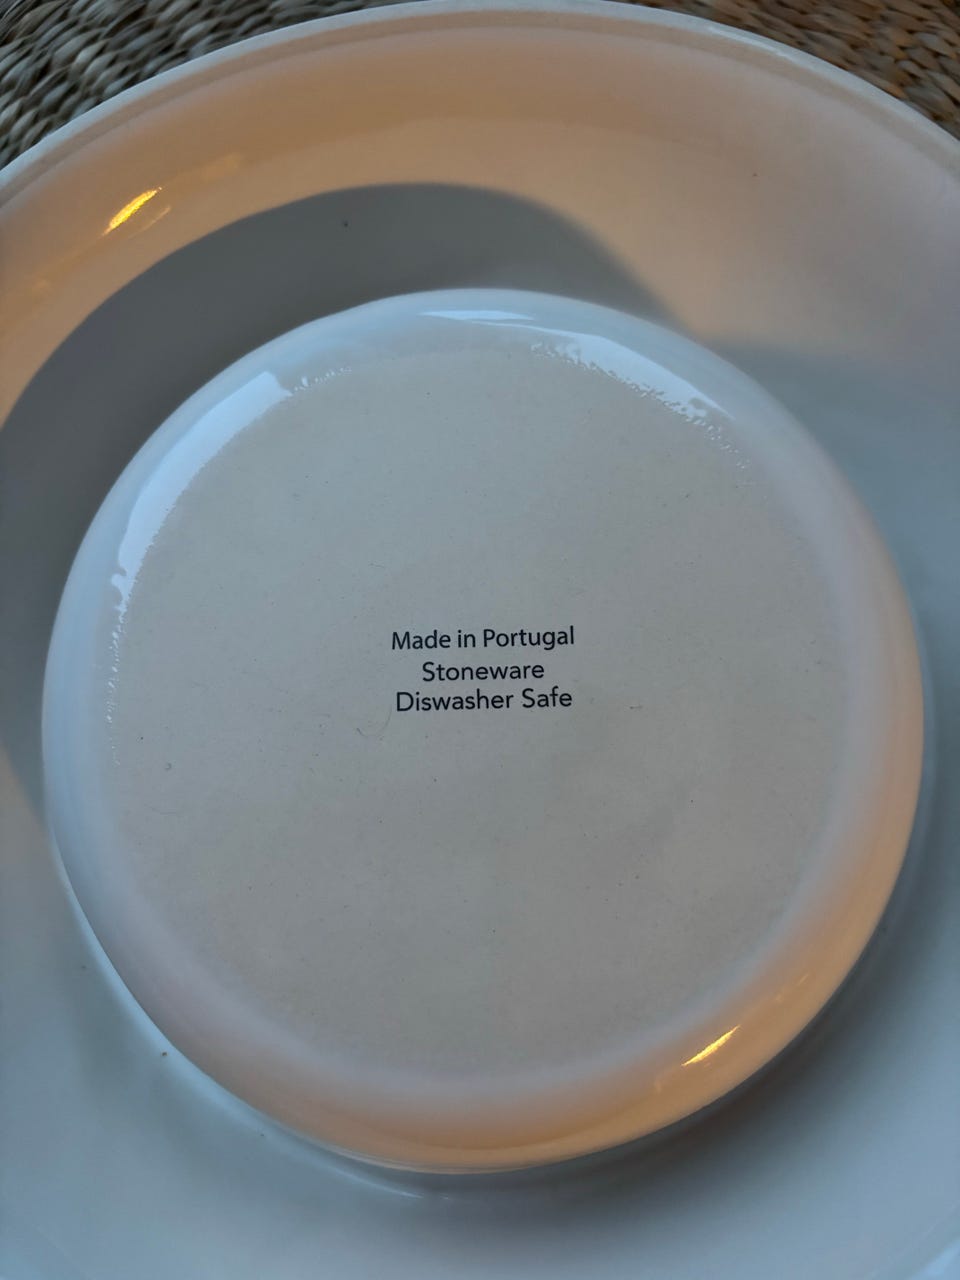 Made in Portugal
Stoneware
Diswasher Safe